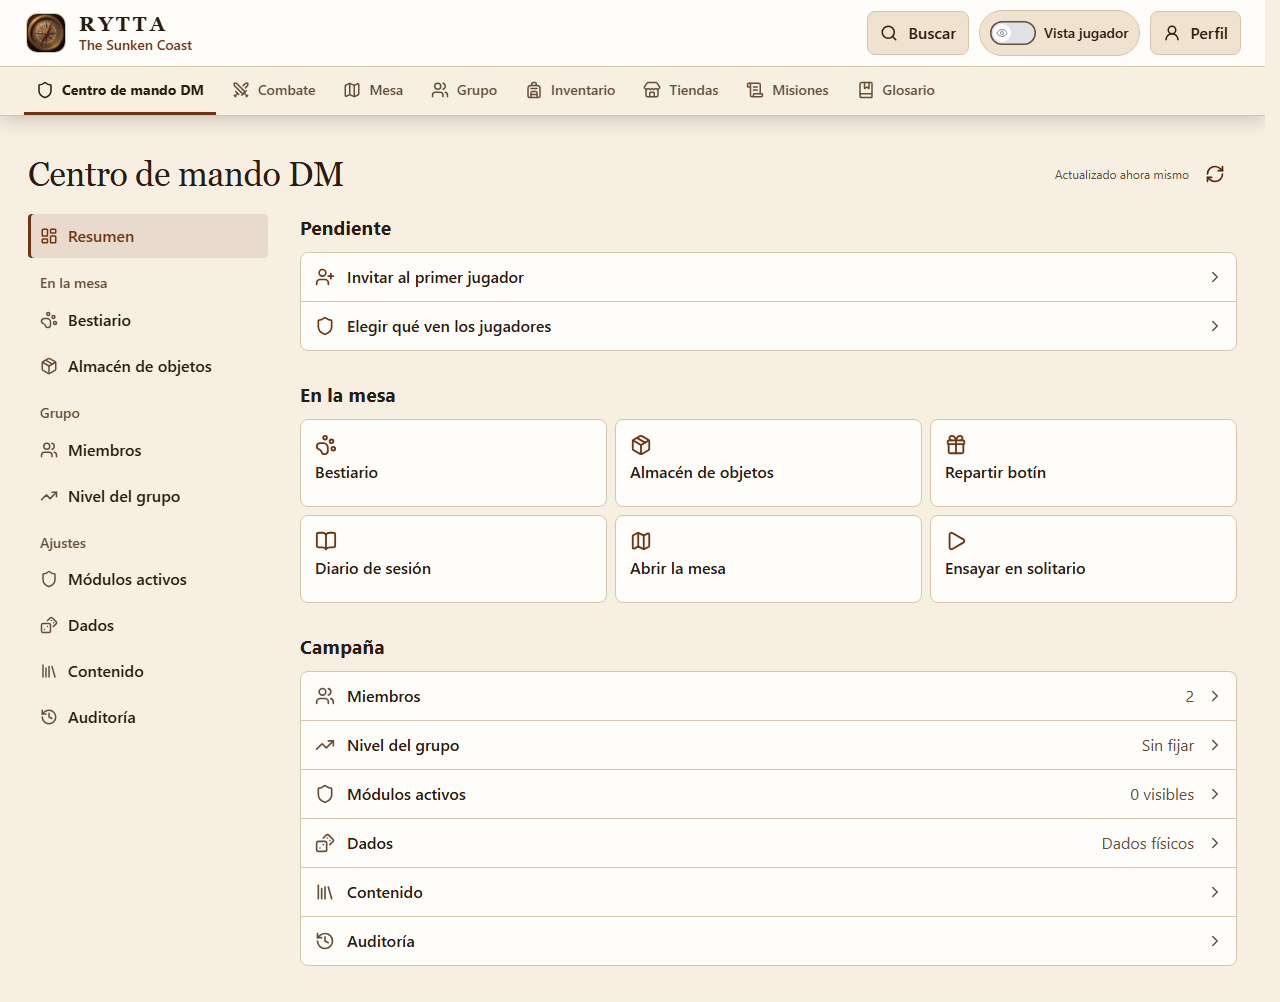 RYTTA
The Sunken Coast
Buscar
Vista jugador
Perfil
Centro de mando DM
Combate
Mesa
Grupo
Inventario
Tiendas
Misiones
Glosario
Centro de mando DM
Actualizado ahora mismo
Resumen
En la mesa
Bestiario
Almacén de objetos
Grupo
Miembros
Nivel del grupo
Ajustes
Módulos activos
Dados
Contenido
Auditoría
Pendiente
Invitar al primer jugador
Elegir qué ven los jugadores
En la mesa
Bestiario
Almacén de objetos
Repartir botín
Diario de sesión
Abrir la mesa
Ensayar en solitario
Campaña
Miembros 2
Nivel del grupo Sin fijar
Módulos activos 0 visibles
Dados Dados físicos
Contenido
Auditoría